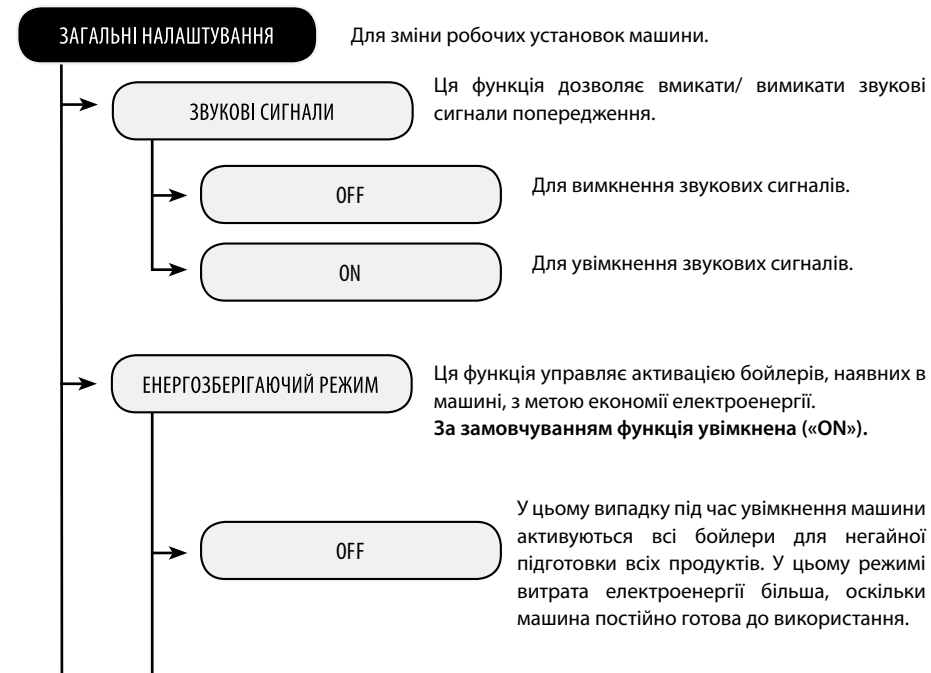 ЗАГАЛЬНІ НАЛАШТУВАННЯ
Для зміни робочих установок машини.
ЗВУКОВІ СИГНАЛИ
Ця функція дозволяє вмикати/ вимикати звукові
сигнали попередження.
OFF
Для вимкнення звукових сигналів.
ON
Для увімкнення звукових сигналів.
ЕНЕРГОЗБЕРІГАЮЧИЙ РЕЖИМ
Ця функція управляє активацією бойлерів, наявних в
машині, з метою економії електроенергії.
За замовчуванням функція увімкнена («ON»).
OFF
У цьому випадку під час увімкнення машини
активуються всі бойлери для негайної
підготовки всіх продуктів. У цьому режимі
витрата електроенергії більша, оскільки
машина постійно готова до використання.